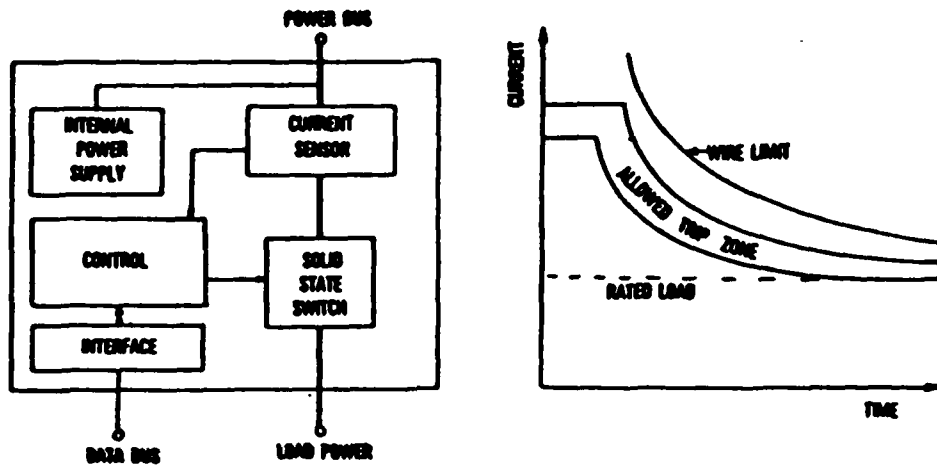 POWER BUS
INTERNAL
POWER
SUPPLY
CURRENT
SENSOR
CONTROL
SOLID
STATE
SWITCH
INTERFACE
DATA BUS
LOAD POWER
CURRENT
WIRE LIMIT
ALLOWED TRIP ZONE
RATED LOAD
TIME